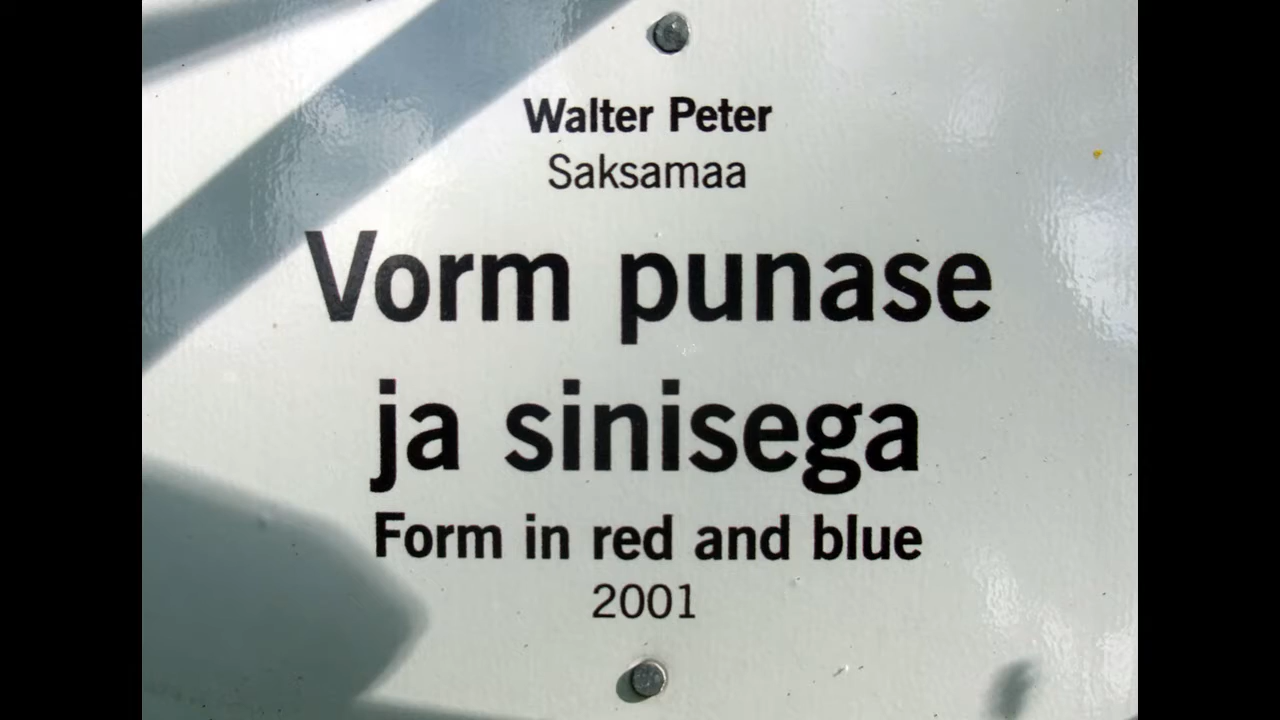 Walter Peter
Saksamaa
Vorm punase
ja sinisega
Form in red and blue
2001